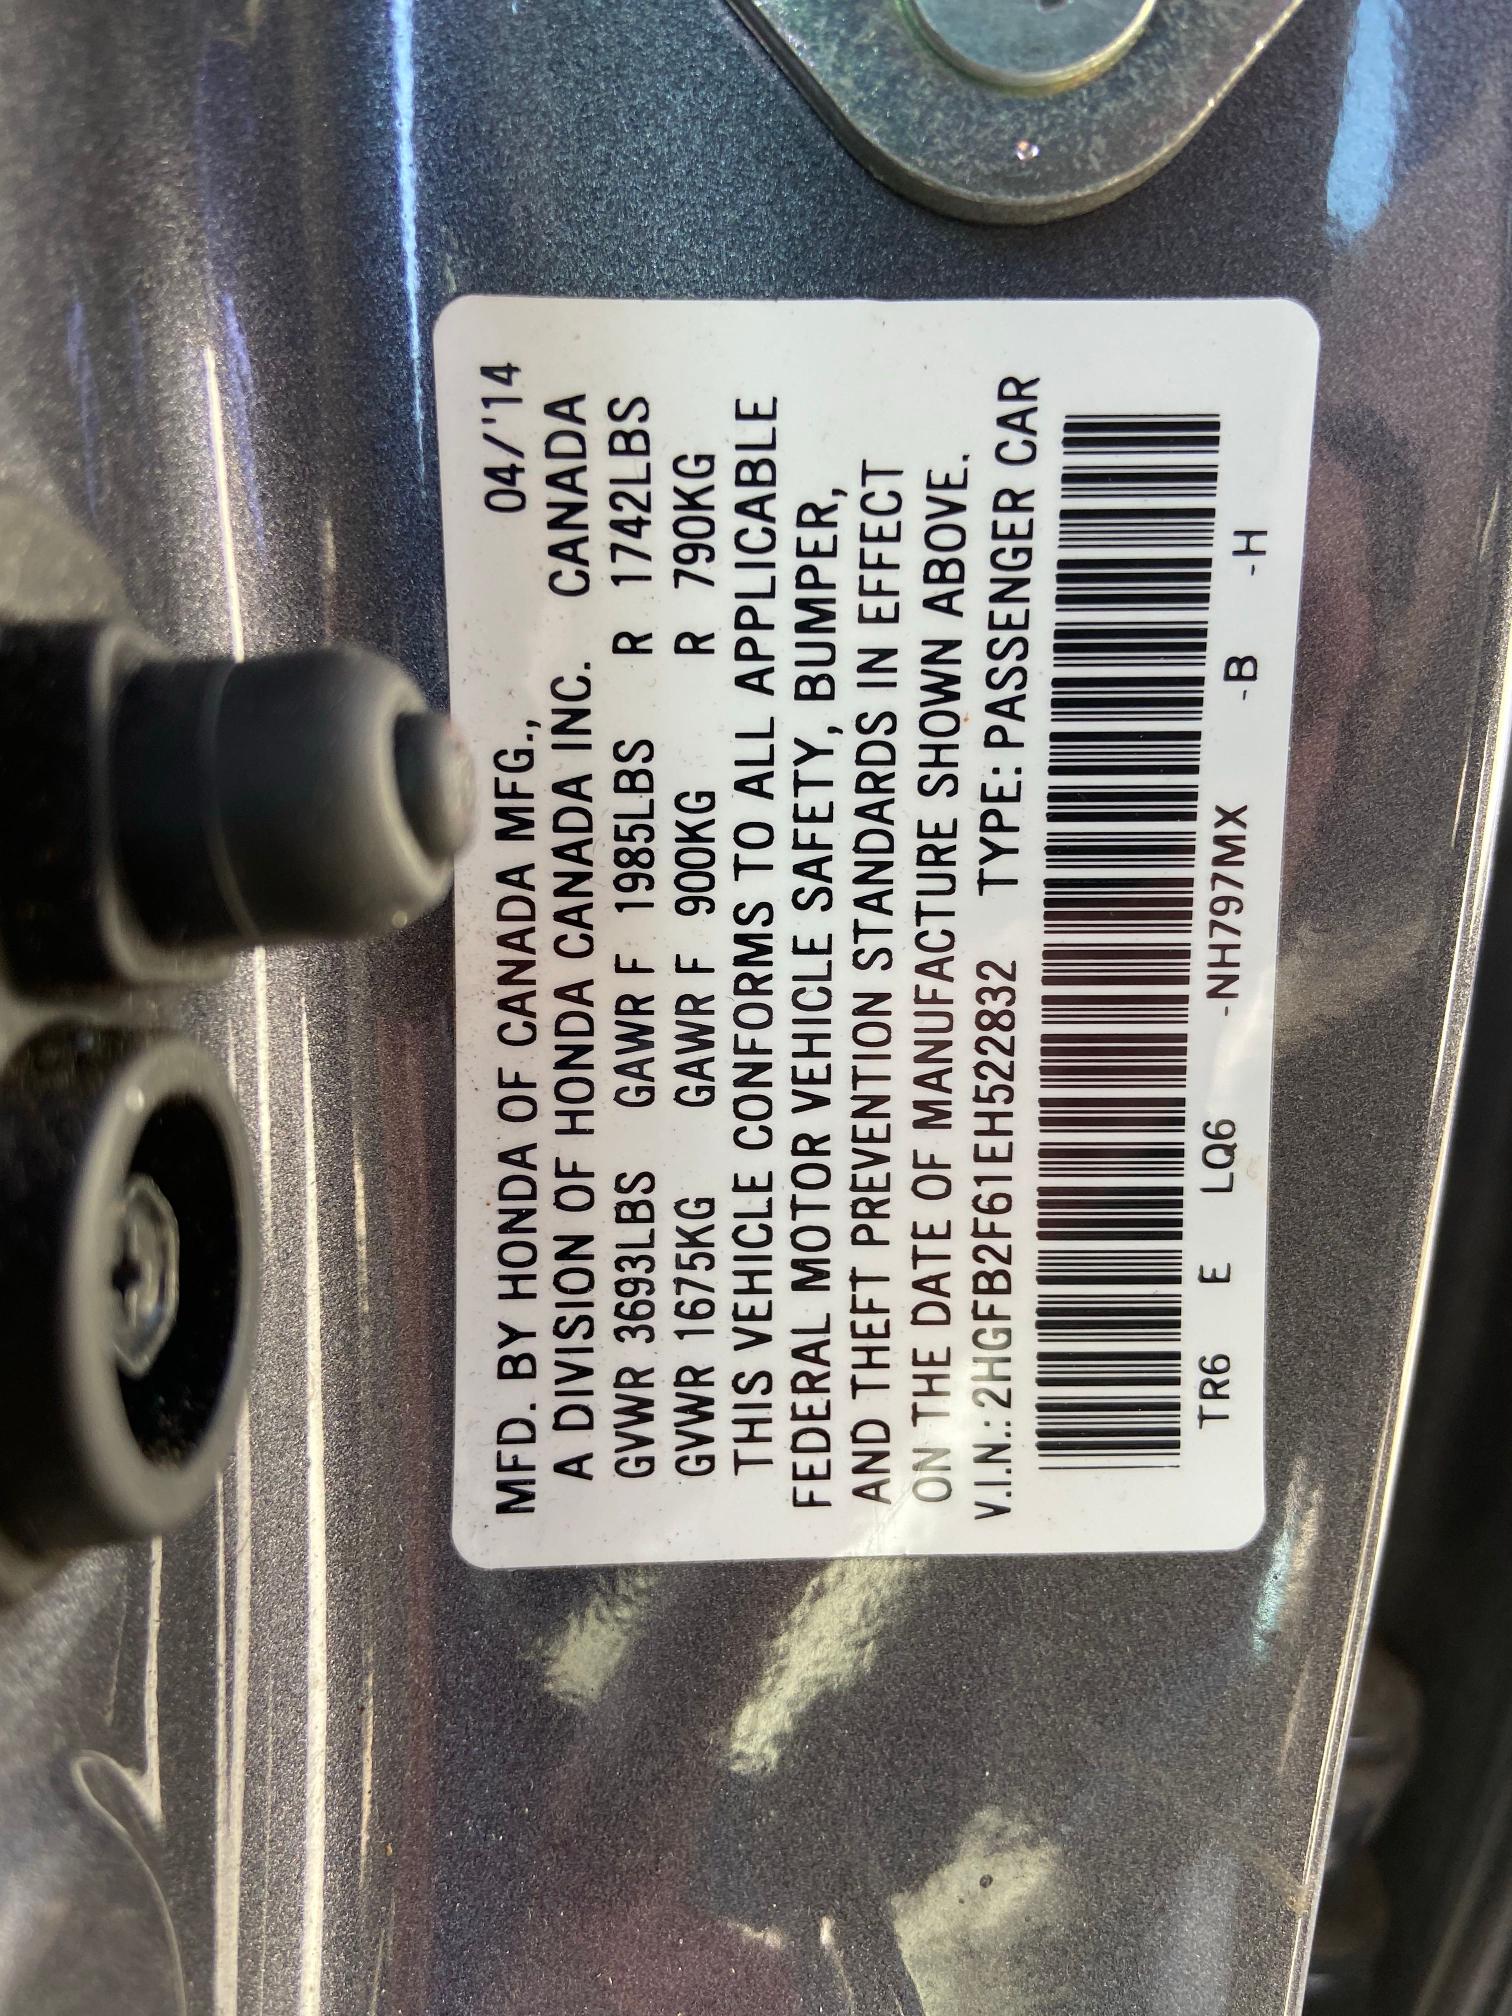 04/'14
MFD. BY HONDA OF CANADA MFG.,
A DIVISION OF HONDA CANADA INC. CANADA
GVWR 3693LBS GAWR F 1985LBS R 1742LBS
GVWR 1675KG GAWR F 900KG R 790KG
THIS VEHICLE CONFORMS TO ALL APPLICABLE
FEDERAL MOTOR VEHICLE SAFETY, BUMPER,
AND THEFT PREVENTION STANDARDS IN EFFECT
ON THE DATE OF MANUFACTURE SHOWN ABOVE.
V.I.N.: 2HGFB2F61EH522832 TYPE: PASSENGER CAR
TR6 E LQ6 -NH797MX -B -H